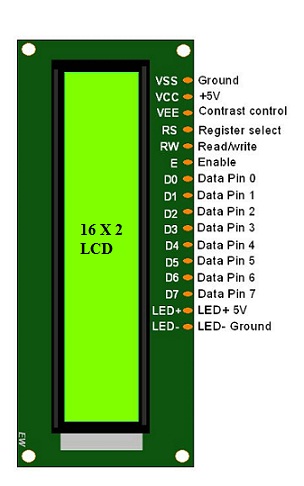 VSS Ground
VCC +5V
VEE Contrast control
RS Register select
RW Read/write
E Enable
D0 Data Pin 0
D1 Data Pin 1
D2 Data Pin 2
D3 Data Pin 3
D4 Data Pin 4
D5 Data Pin 5
D6 Data Pin 6
D7 Data Pin 7
LED+ LED+ 5V
LED- LED- Ground
16 X 2
LCD
EW